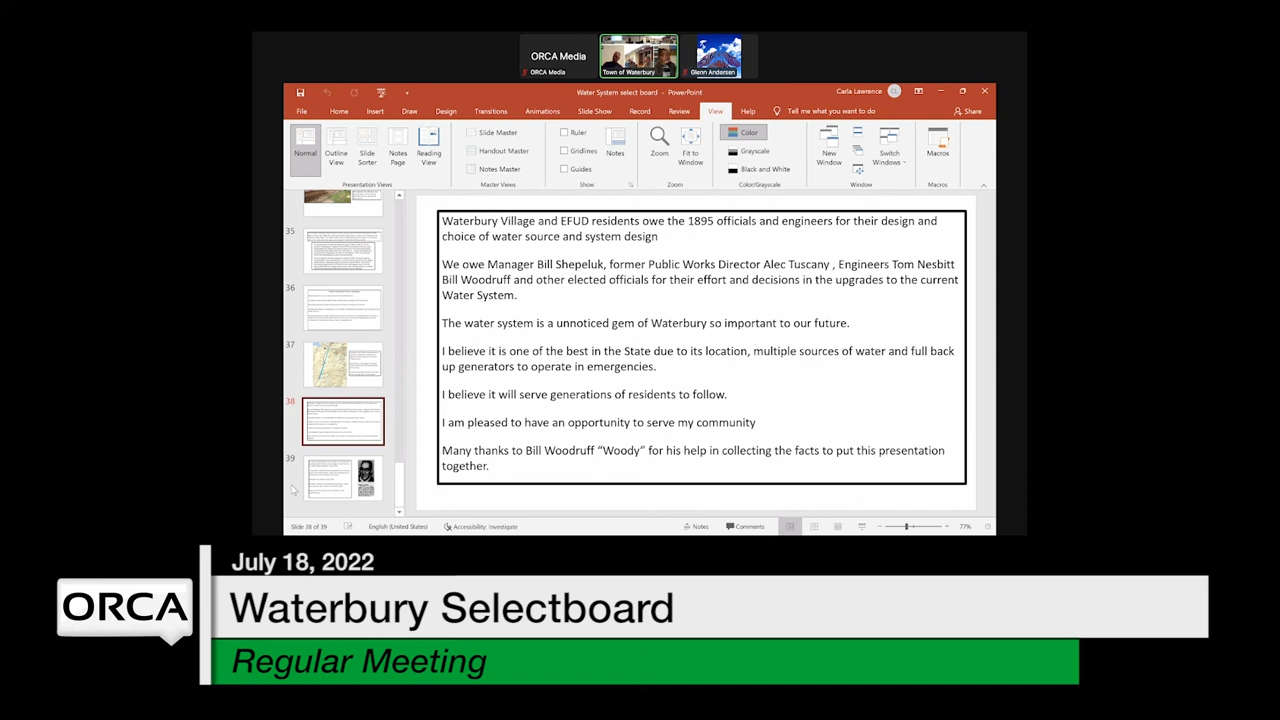 ORCA Media
ORCA Media
Town of Waterbury
Glenn Andersen
Water System select board - PowerPoint
Carla Lawrence
File Home Insert Draw Design Transitions Animations Slide Show Record Review View Help Tell me what you want to do Share
Normal
Outline View
Slide Sorter
Notes Page
Reading View
Presentation Views
Slide Master
Handout Master
Notes Master
Master Views
Ruler
Gridlines
Guides
Notes
Show
Zoom
Fit to Window
Zoom
Color
Grayscale
Black and White
Color/Grayscale
New Window
Switch Windows
Window
Macros
Macros
35
36
37
38
39
Waterbury Village and EFUD residents owe the 1895 officials and engineers for their design and
choice of water source and system design
We owe Manager Bill Shepeluk, former Public Works Director Alec Tuscany , Engineers Tom Nesbitt
Bill Woodruff and other elected officials for their effort and decisions in the upgrades to the current
Water System.
The water system is a unnoticed gem of Waterbury so important to our future.
I believe it is one of the best in the State due to its location, multiple sources of water and full back
up generators to operate in emergencies.
I believe it will serve generations of residents to follow.
I am pleased to have an opportunity to serve my community
Many thanks to Bill Woodruff “Woody” for his help in collecting the facts to put this presentation
together.
Slide 38 of 39 English (United States) Accessibility: Investigate Notes Comments 77%
July 18, 2022
ORCA
Waterbury Selectboard
Regular Meeting